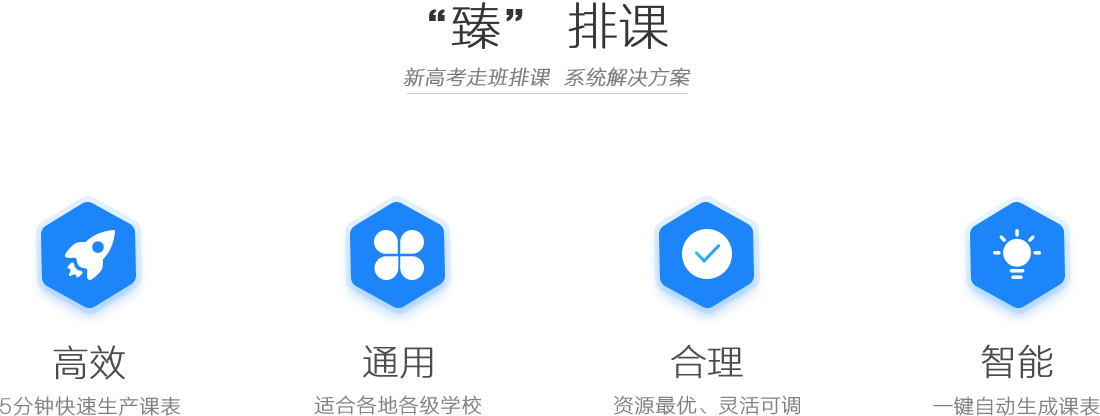 “臻” 排课
新高考走班排课 系统解决方案
高效
5分钟快速生产课表
通用
适合各地各级学校
合理
资源最优、灵活可调
智能
一键自动生成课表